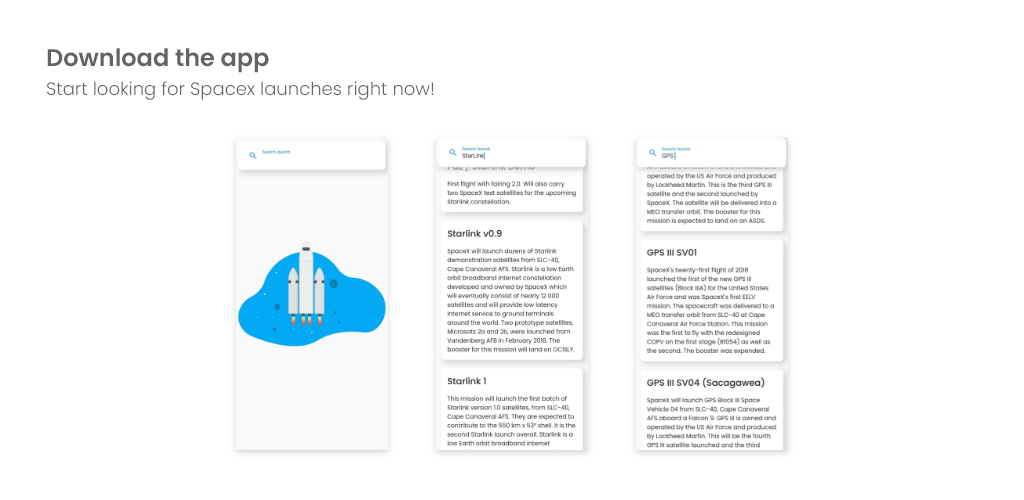 Download the app
Start looking for Spacex launches right now!
Search launch
Search launch
StarLink
Paz / Starlink Demo
First flight with fairing 2.0. Will also carry
two SpaceX test satellites for the upcoming
Starlink constellation.
Starlink v0.9
SpaceX will launch dozens of Starlink
demonstration satellites from SLC-40,
Cape Canaveral AFS. Starlink is a low Earth
orbit broadband internet constellation
developed and owned by SpaceX which
will eventually consist of nearly 12 000
satellites and will provide low latency
internet service to ground terminals
around the world. Two prototype satellites,
Microsats 2a and 2b, were launched from
Vandenberg AFB in February 2018. The
booster for this mission will land on OCISLY.
Starlink 1
This mission will launch the first batch of
Starlink version 1.0 satellites, from SLC-40,
Cape Canaveral AFS. They are expected to
contribute to the 550 km x 53° shell. It is the
second Starlink launch overall. Starlink is a
low Earth orbit broadband internet
Search launch
GPS
operated by the US Air Force and produced
by Lockheed Martin. This is the third GPS III
satellite and the second launched by
SpaceX. The satellite will be delivered into a
MEO transfer orbit. The booster for this
mission is expected to land on an ASDS.
GPS III SV01
SpaceX's twenty-first flight of 2018
launched the first of the new GPS III
satellites (Block IIIA) for the United States
Air Force and was SpaceX's first EELV
mission. The spacecraft was delivered to a
MEO transfer orbit from SLC-40 at Cape
Canaveral Air Force Station. This mission
was the first to fly with the redesigned
COPV on the first stage (B1054) as well as
the second. The booster was expended.
GPS III SV04 (Sacagawea)
SpaceX will launch GPS Block III Space
Vehicle 04 from SLC-40, Cape Canaveral
AFS aboard a Falcon 9. GPS III is owned and
operated by the US Air Force and produced
by Lockheed Martin. This will be the fourth
GPS III satellite launched and the third